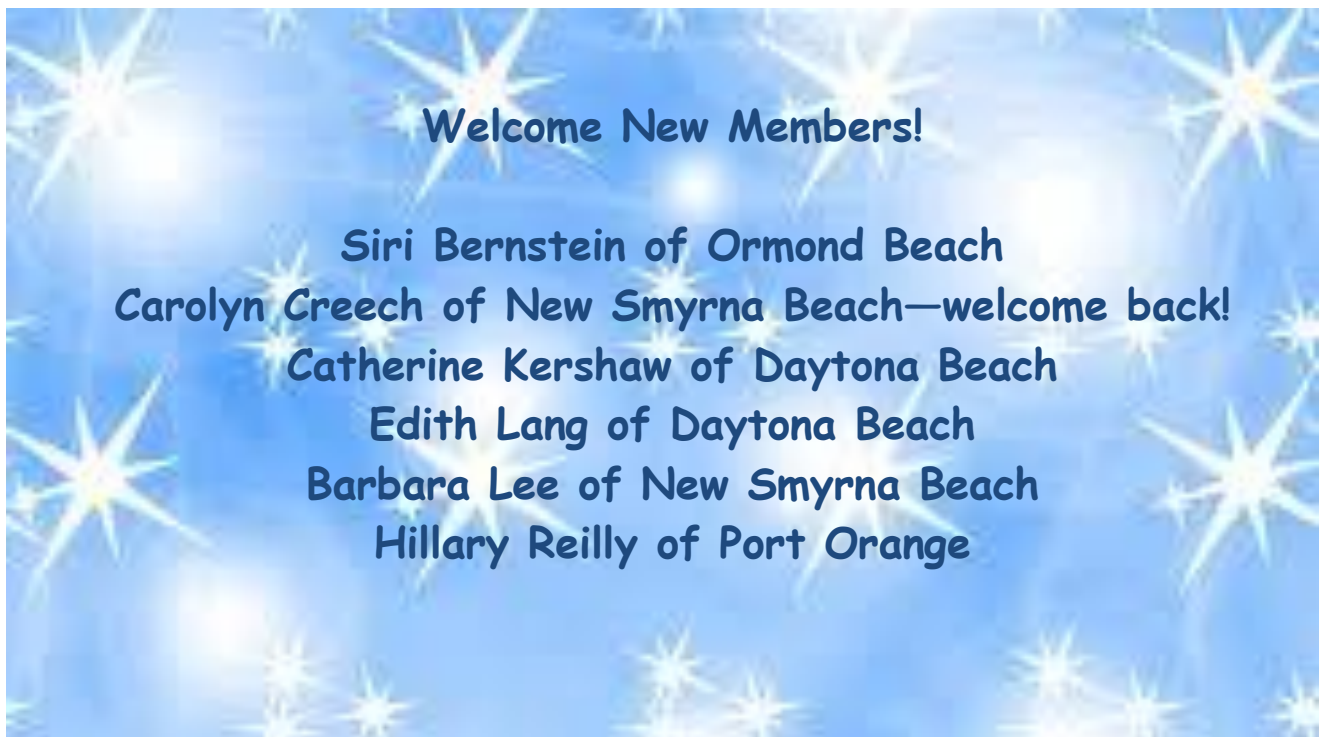 Welcome New Members!
Siri Bernstein of Ormond Beach
Carolyn Creech of New Smyrna Beach—welcome back!
Catherine Kershaw of Daytona Beach
Edith Lang of Daytona Beach
Barbara Lee of New Smyrna Beach
Hillary Reilly of Port Orange